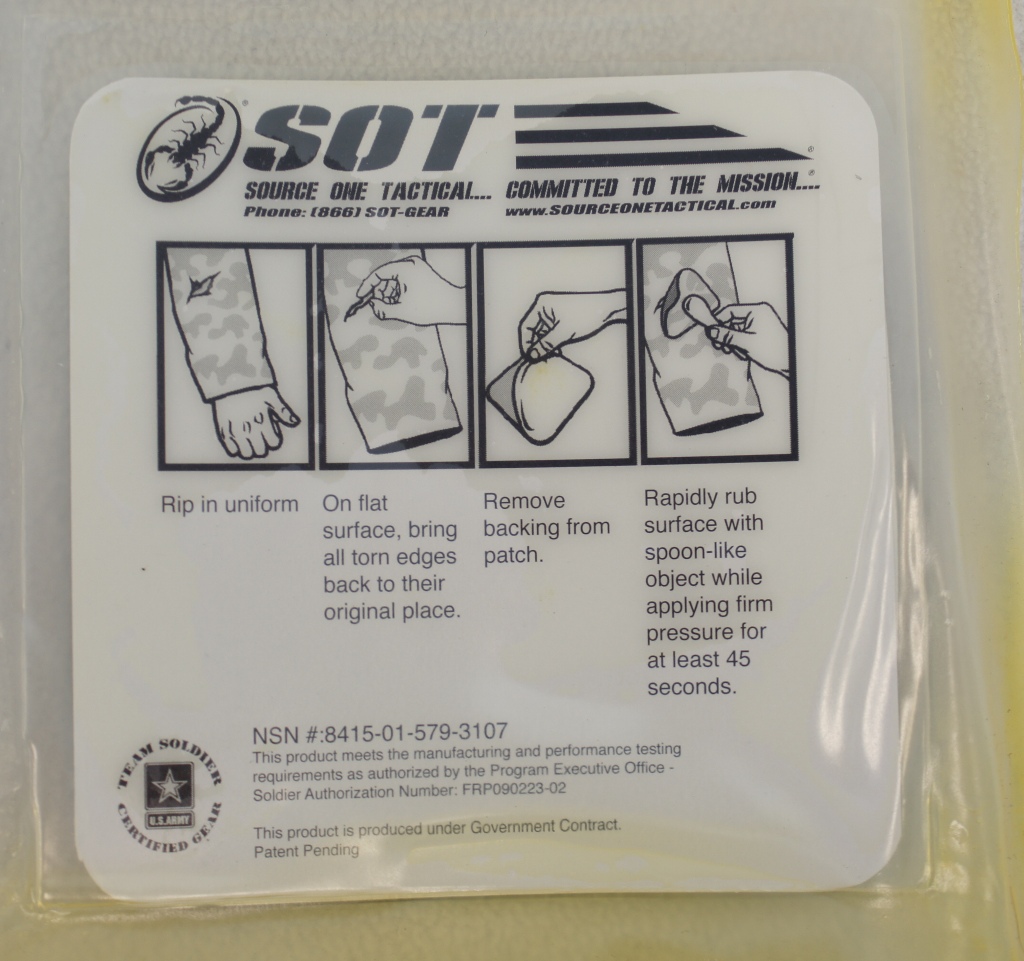 SOT
SOURCE ONE TACTICAL.... COMMITTED TO THE MISSION....®
Phone: (866) SOT-GEAR www.SOURCEONETACTICAL.com
Rip in uniform
On flat
surface, bring
all torn edges
back to their
original place.
Remove
backing from
patch.
Rapidly rub
surface with
spoon-like
object while
applying firm
pressure for
at least 45
seconds.
TEAM SOLDIER
U.S. ARMY
CERTIFIED GEAR
NSN #:8415-01-579-3107
This product meets the manufacturing and performance testing
requirements as authorized by the Program Executive Office -
Soldier Authorization Number: FRP090223-02
This product is produced under Government Contract.
Patent Pending